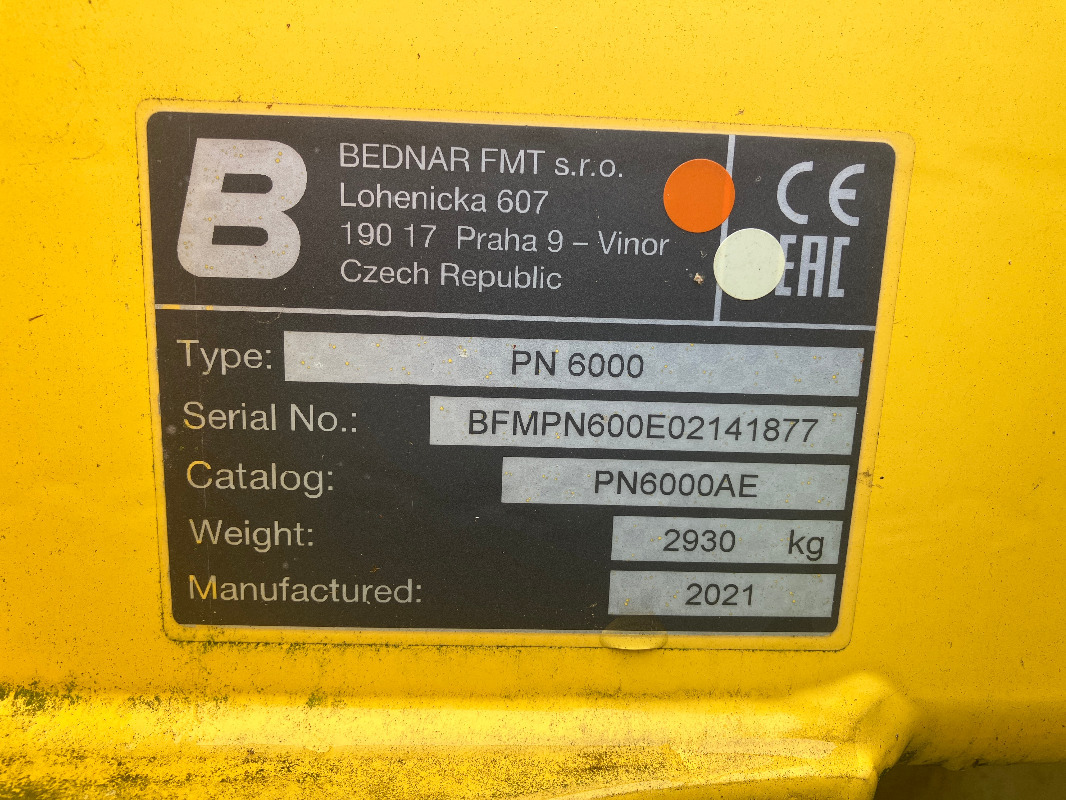 B
BEDNAR FMT s.r.o.
Lohenicka 607
190 17 Praha 9 – Vinor
Czech Republic
CE
EAC
Type: PN 6000
Serial No.: BFMPN600E02141877
Catalog: PN6000AE
Weight: 2930 kg
Manufactured: 2021